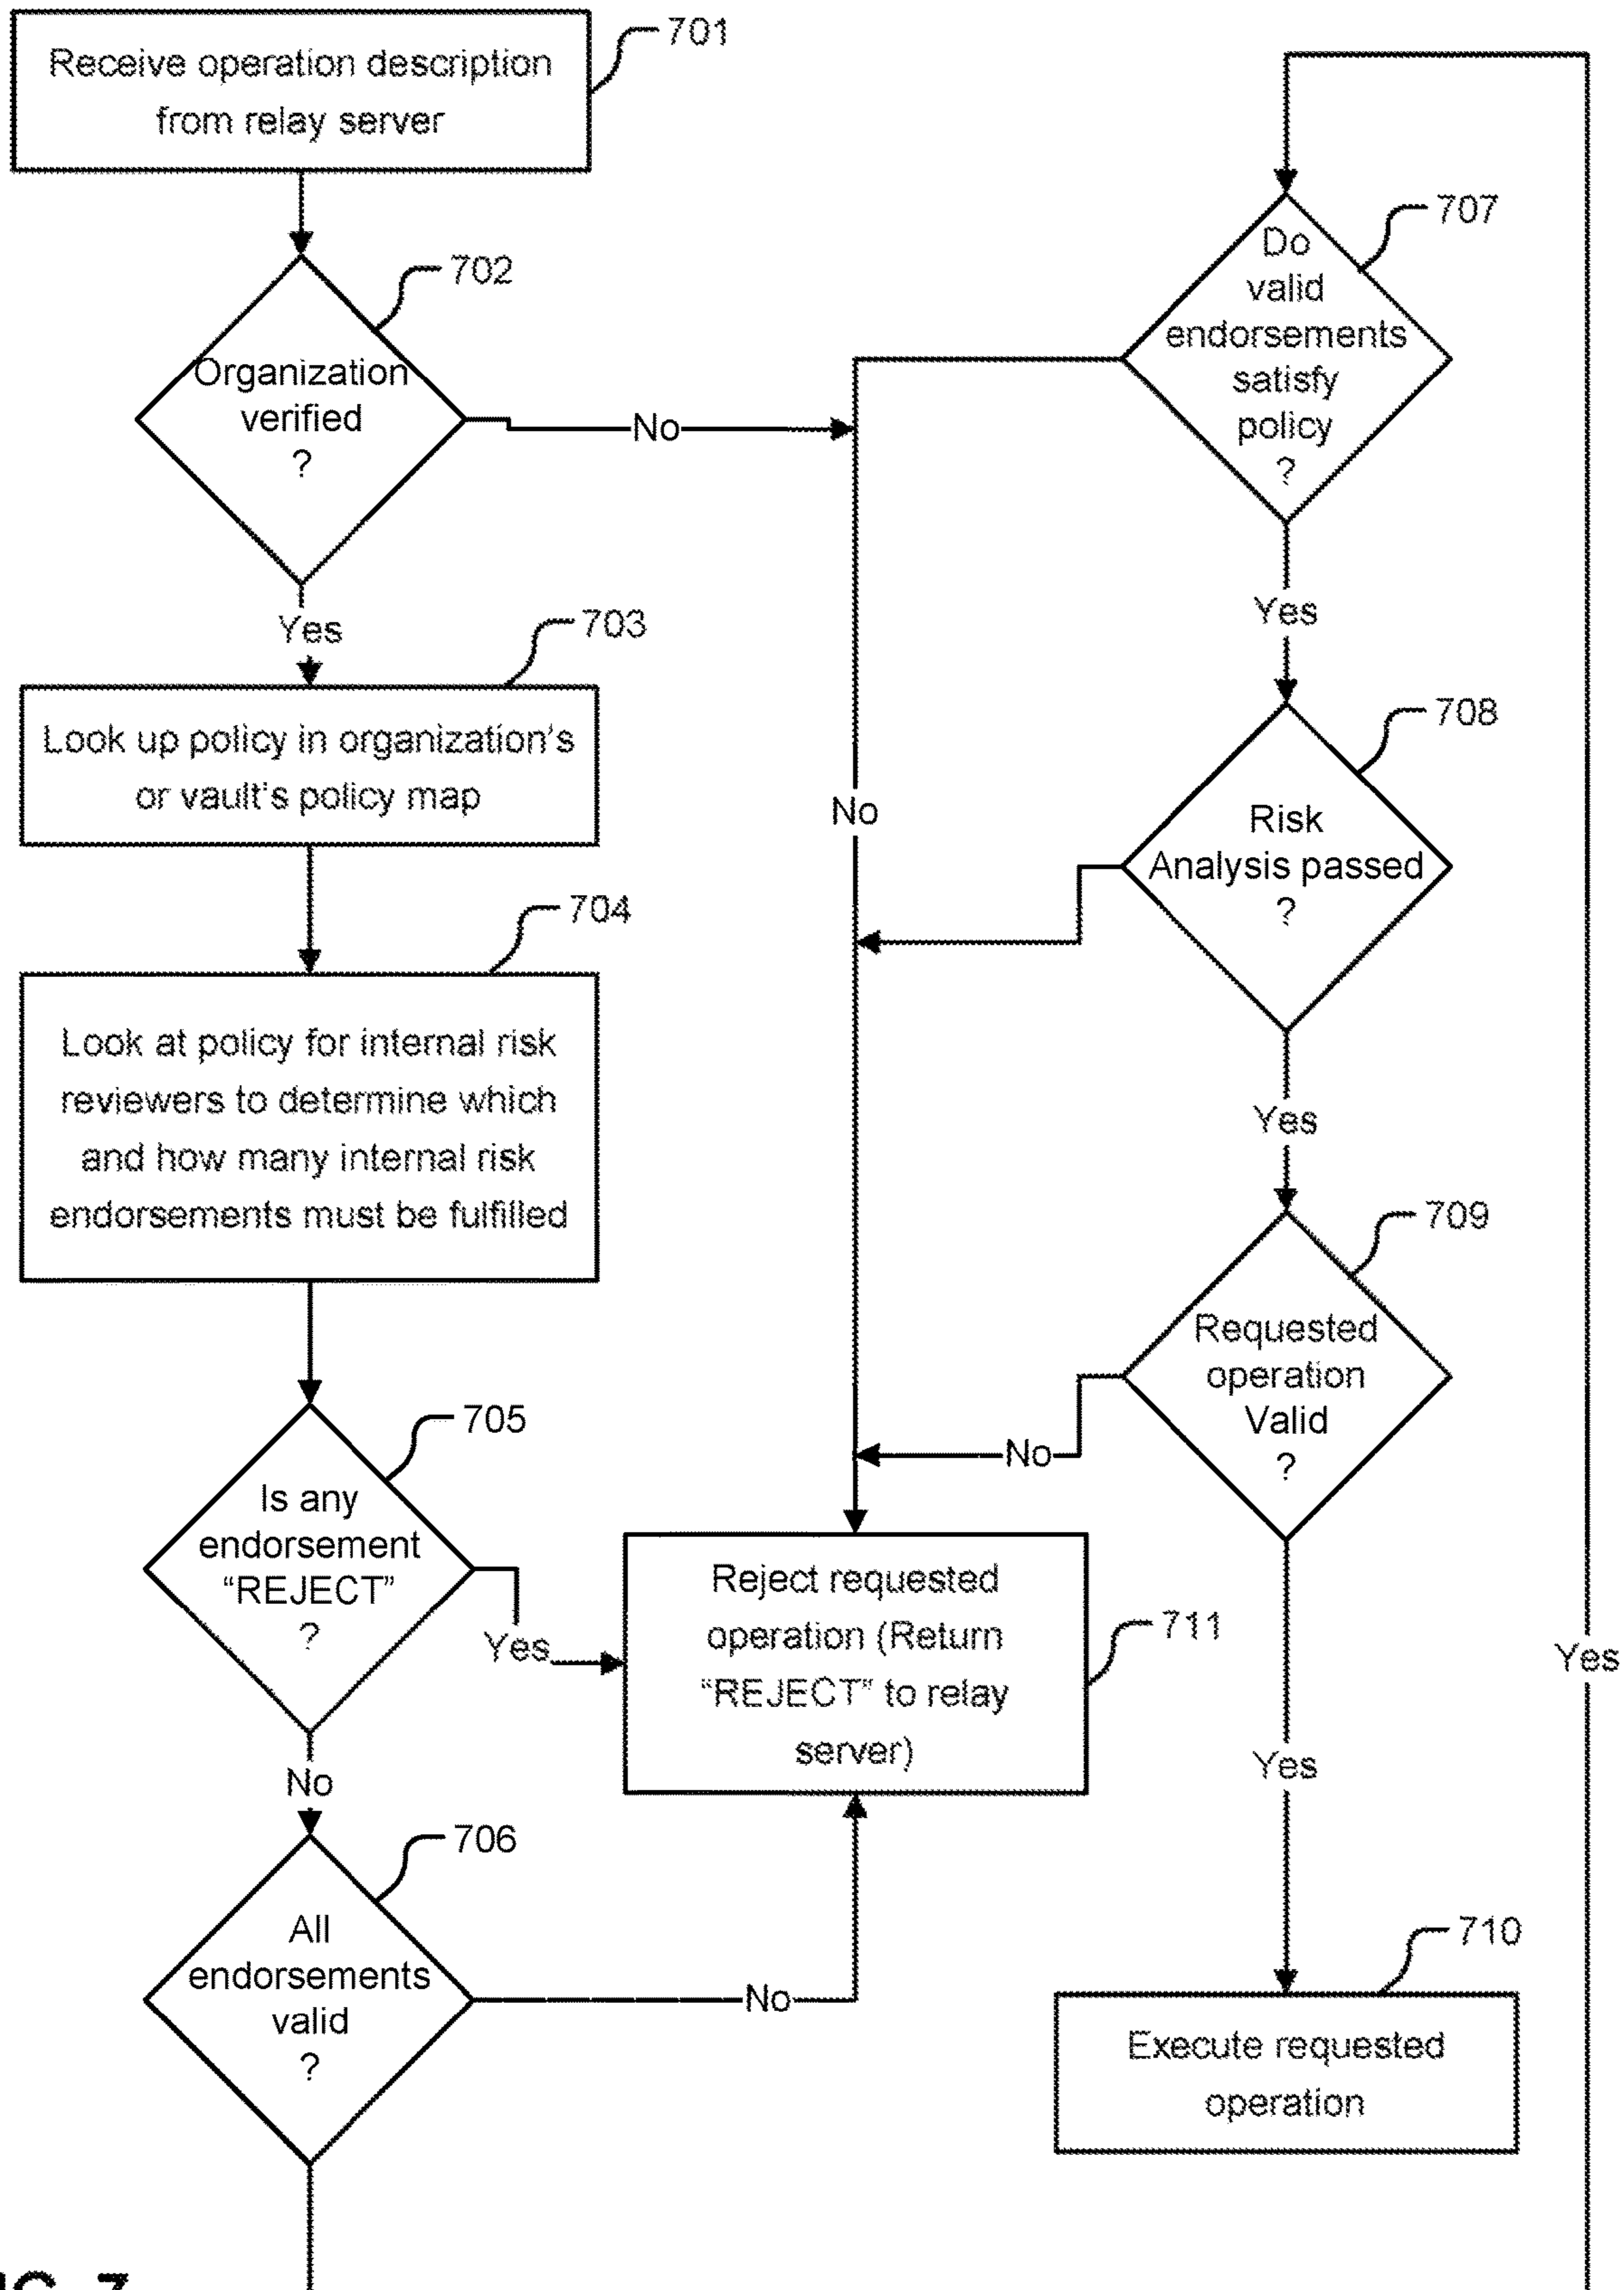 Receive operation description
from relay server
701
Organization
verified
?
702
No
Yes
Look up policy in organization's
or vault's policy map
703
Look at policy for internal risk
reviewers to determine which
and how many internal risk
endorsements must be fulfilled
704
Is any
endorsement
“REJECT”
?
705
Yes
No
All
endorsements
valid
?
706
No
Yes
Do
valid
endorsements
satisfy
policy
?
707
No
Yes
Risk
Analysis passed
?
708
Yes
Requested
operation
Valid
?
709
No
Yes
Execute requested
operation
710
Reject requested
operation (Return
“REJECT” to relay
server)
711